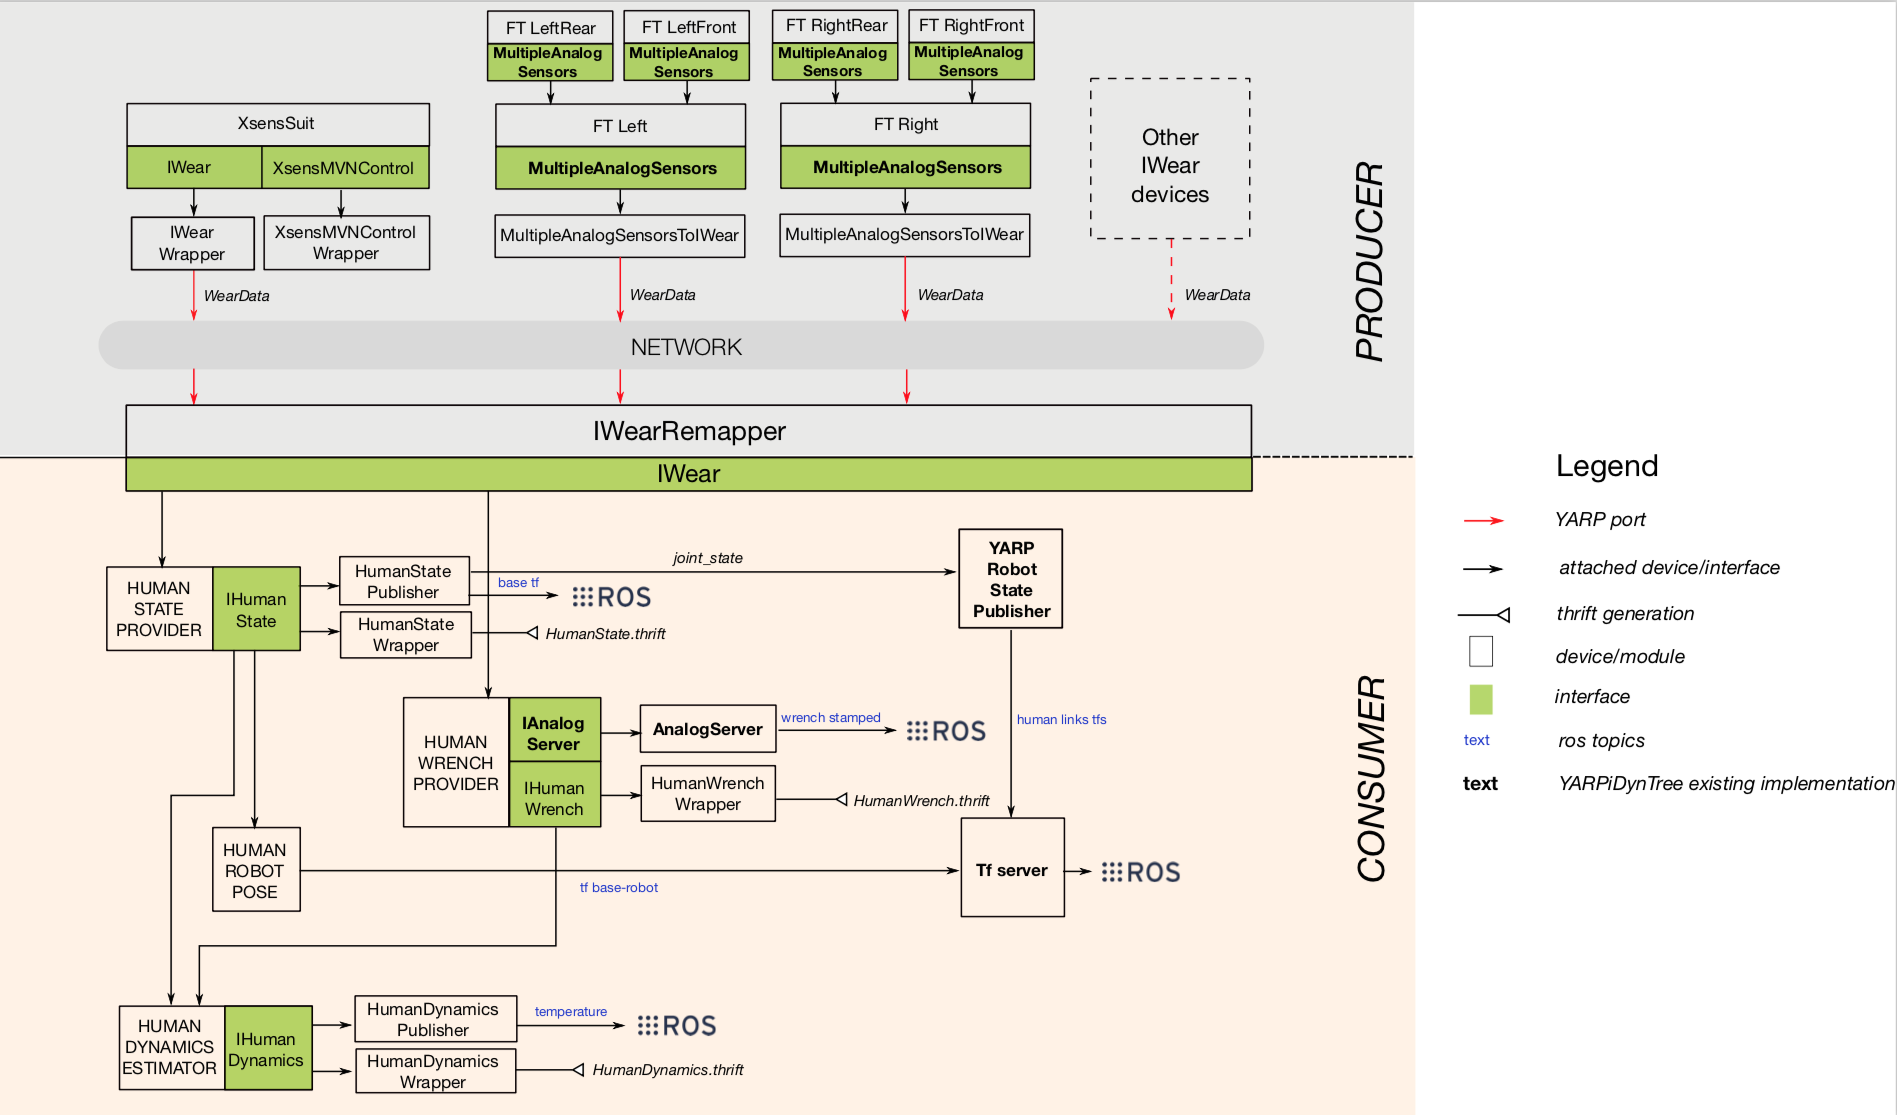 FT LeftRear
MultipleAnalog
Sensors
FT LeftFront
MultipleAnalog
Sensors
FT RightRear
MultipleAnalog
Sensors
FT RightFront
MultipleAnalog
Sensors
XsensSuit
IWear
XsensMVNControl
FT Left
MultipleAnalogSensors
FT Right
MultipleAnalogSensors
Other
IWear
devices
IWear
Wrapper
XsensMVNControl
Wrapper
MultipleAnalogSensorsToIWear
MultipleAnalogSensorsToIWear
WearData
WearData
WearData
WearData
PRODUCER
NETWORK
IWearRemapper
IWear
HUMAN
STATE
PROVIDER
IHuman
State
HumanState
Publisher
joint_state
base tf
ROS
HumanState
Wrapper
HumanState.thrift
YARP
Robot
State
Publisher
HUMAN
WRENCH
PROVIDER
IAnalog
Server
IHuman
Wrench
AnalogServer
wrench stamped
ROS
HumanWrench
Wrapper
HumanWrench.thrift
human links tfs
CONSUMER
HUMAN
ROBOT
POSE
tf base-robot
Tf server
ROS
HUMAN
DYNAMICS
ESTIMATOR
IHuman
Dynamics
HumanDynamics
Publisher
temperature
ROS
HumanDynamics
Wrapper
HumanDynamics.thrift
Legend
YARP port
attached device/interface
thrift generation
device/module
interface
text ros topics
text YARPiDynTree existing implementation